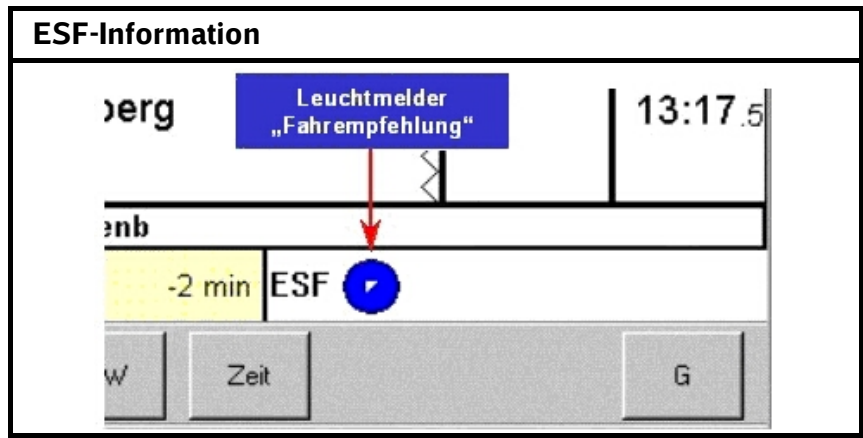 ESF-Information
Leuchtmelder
„Fahrempfehlung“
berg
13:17.5
enb
-2 min
ESF
W
Zeit
G